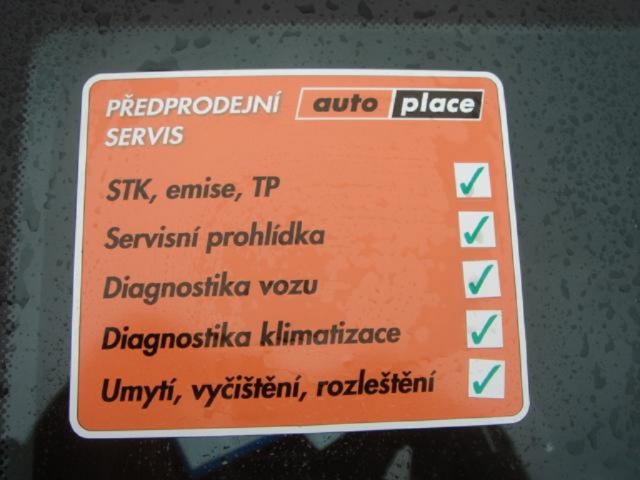 PŘEDPRODEJNÍ auto place
SERVIS
STK, emise, TP
Servisní prohlídka
Diagnostika vozu
Diagnostika klimatizace
Umytí, vyčištění, rozleštění